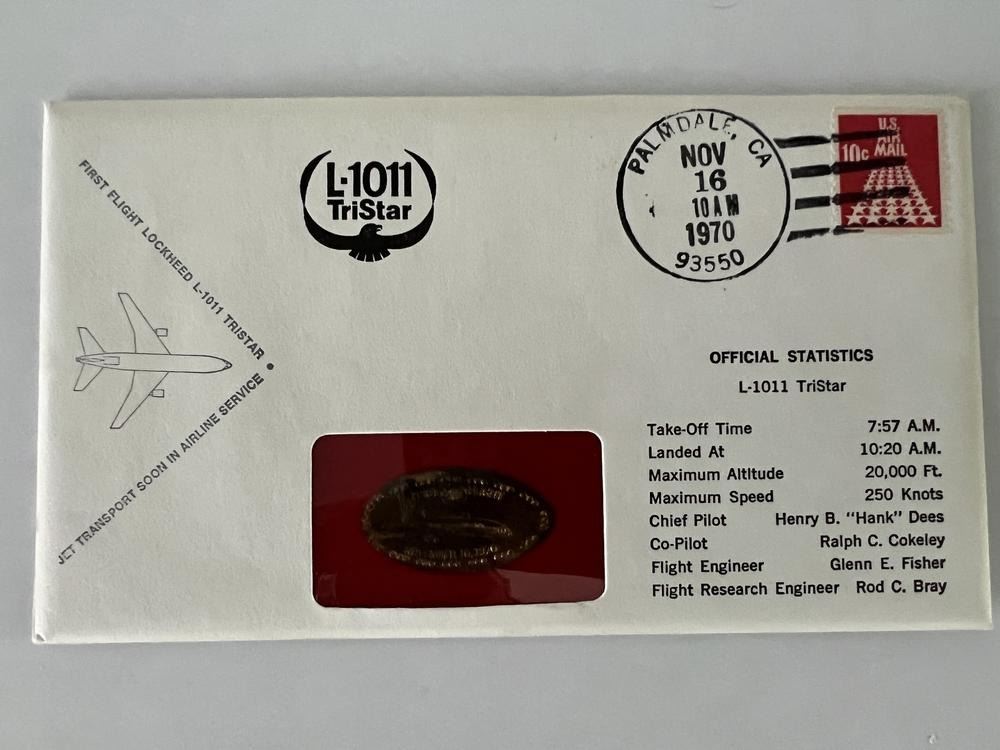 FIRST FLIGHT LOCKHEED L-1011 TRISTAR •
JET TRANSPORT SOON IN AIRLINE SERVICE
L-1011
TriStar
PALMDALE, CA
NOV
16
10 AM
1970
93550
U.S.
AIR
MAIL
10c
OFFICIAL STATISTICS
L-1011 TriStar
Take-Off Time 7:57 A.M.
Landed At 10:20 A.M.
Maximum Altitude 20,000 Ft.
Maximum Speed 250 Knots
Chief Pilot Henry B. "Hank" Dees
Co-Pilot Ralph C. Cokeley
Flight Engineer Glenn E. Fisher
Flight Research Engineer Rod C. Bray
NOVEMBER 16, 1970